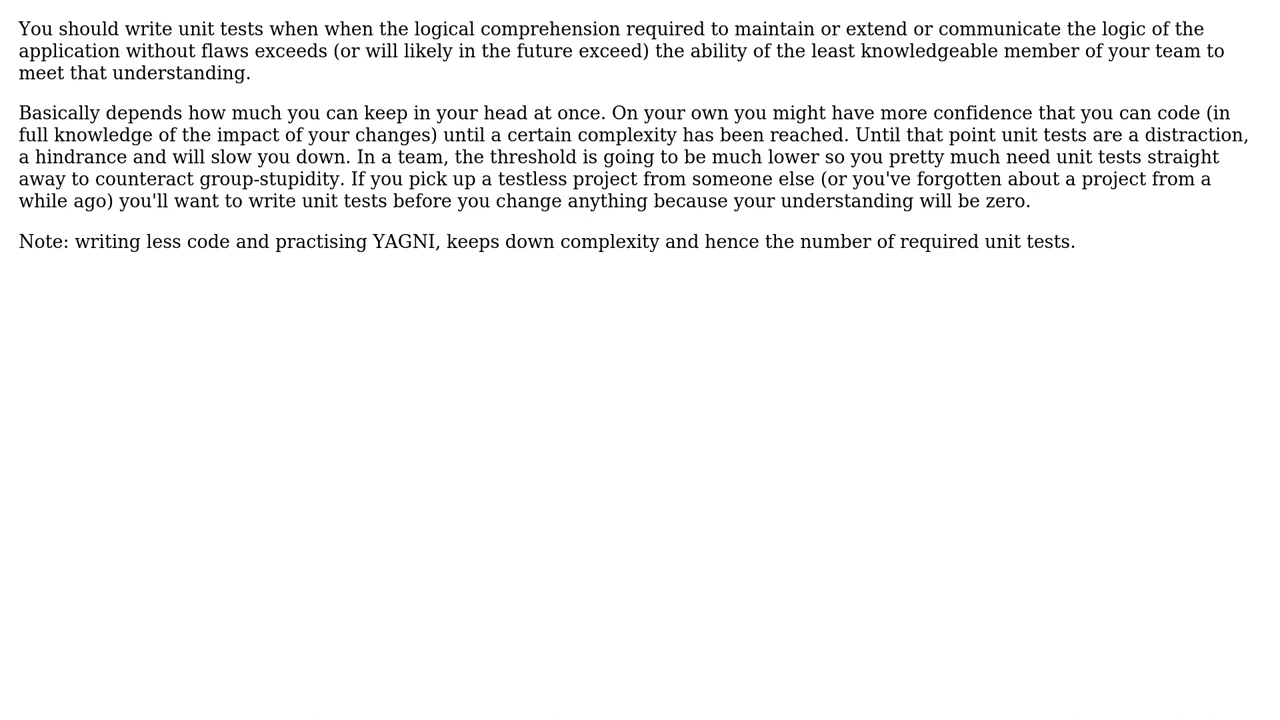 You should write unit tests when when the logical comprehension required to maintain or extend or communicate the logic of the
application without flaws exceeds (or will likely in the future exceed) the ability of the least knowledgeable member of your team to
meet that understanding.
Basically depends how much you can keep in your head at once. On your own you might have more confidence that you can code (in
full knowledge of the impact of your changes) until a certain complexity has been reached. Until that point unit tests are a distraction,
a hindrance and will slow you down. In a team, the threshold is going to be much lower so you pretty much need unit tests straight
away to counteract group-stupidity. If you pick up a testless project from someone else (or you've forgotten about a project from a
while ago) you'll want to write unit tests before you change anything because your understanding will be zero.
Note: writing less code and practising YAGNI, keeps down complexity and hence the number of required unit tests.